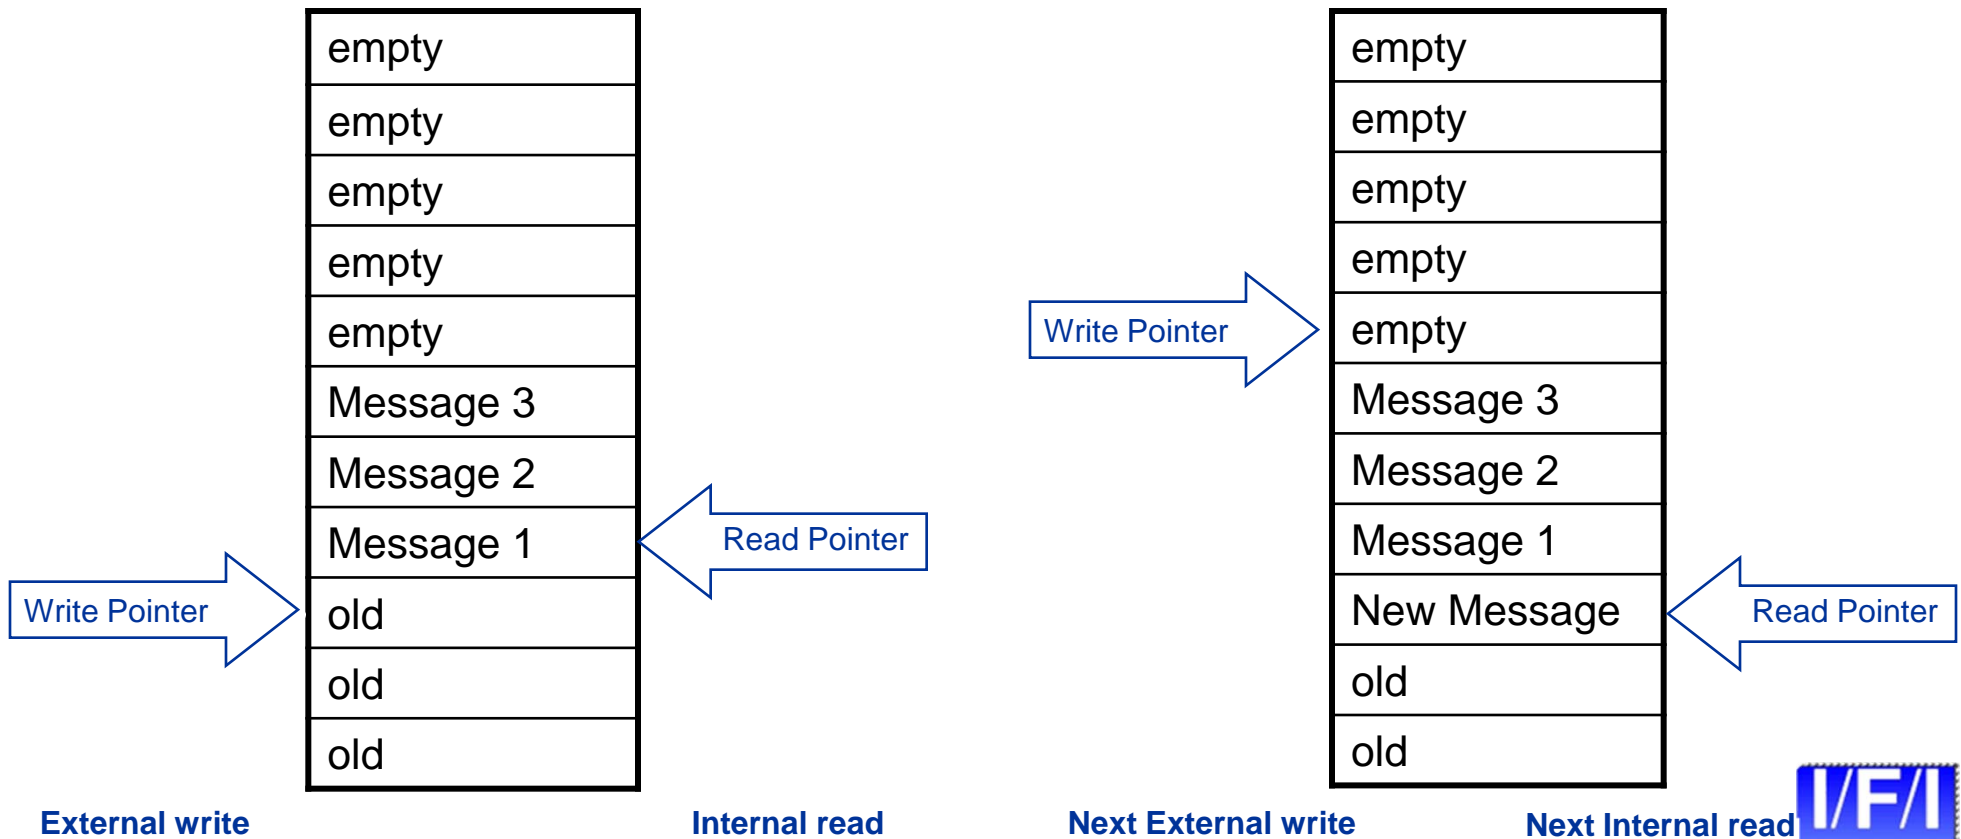 empty
empty
empty
empty
empty
Message 3
Message 2
Message 1
Read Pointer
Write Pointer
old
old
old
External write
Internal read
empty
empty
empty
empty
Write Pointer
empty
Message 3
Message 2
Message 1
New Message
Read Pointer
old
old
Next External write
Next Internal read
I/F/I